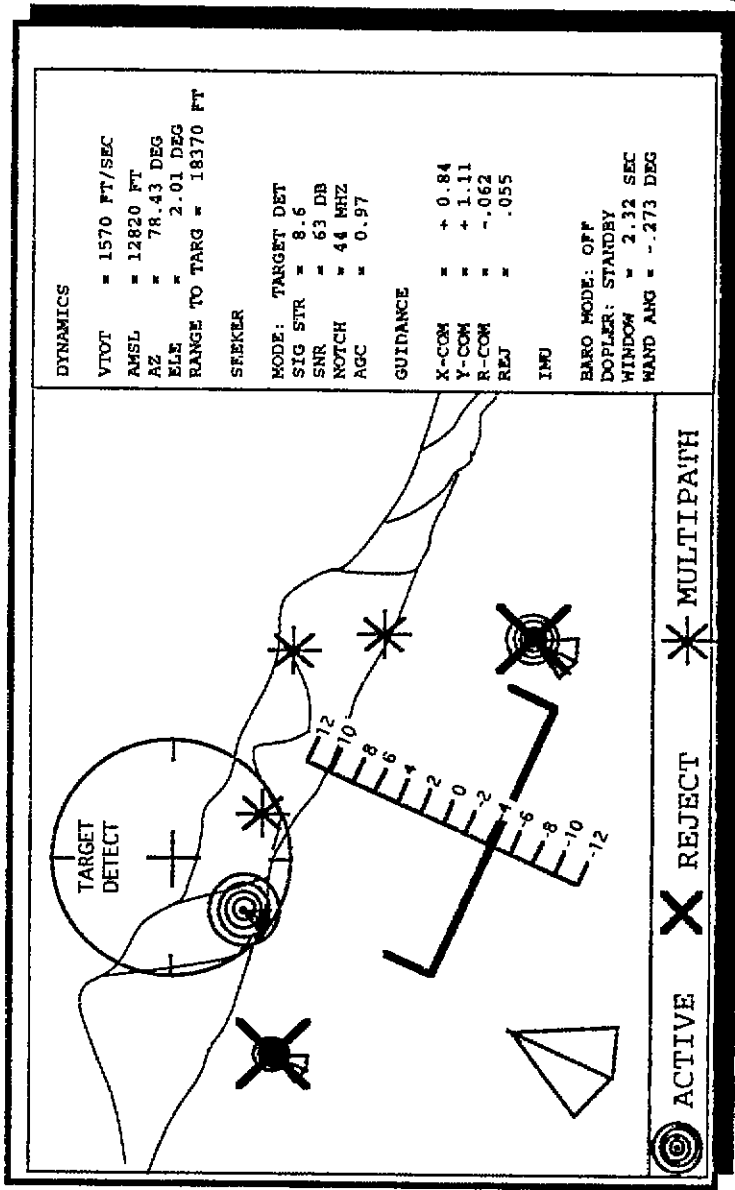 TARGET
DETECT
12
10
8
6
4
2
0
-2
-4
-6
-8
-10
-12
DYNAMICS
VTOT = 1570 FT/SEC
AMSL = 12820 FT
AZ = 78.43 DEG
ELE = 2.01 DEG
RANGE TO TARG = 18370 FT
SEEKER
MODE: TARGET DET
SIG STR = 8.6
SNR = 63 DB
NOTCH = 44 MHZ
AGC = 0.97
GUIDANCE
X-COM = + 0.84
Y-COM = + 1.11
R-COM = -.062
REJ = .055
IMU
BARO MODE: OFF
DOPLER: STANDBY
WINDOW = 2.32 SEC
WAND ANG = -.273 DEG
ACTIVE REJECT MULTIPATH